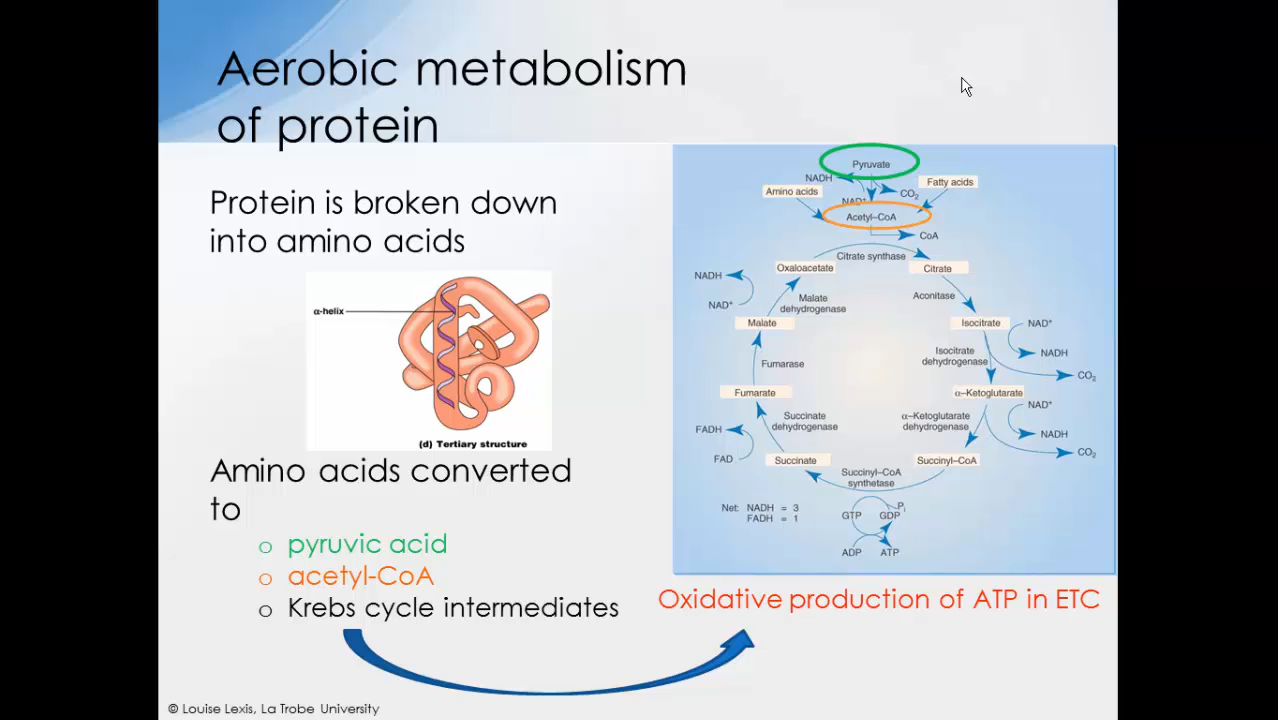 Aerobic metabolism
of protein
Protein is broken down
into amino acids
α-helix
(d) Tertiary structure
Amino acids converted
to
o pyruvic acid
o acetyl-CoA
o Krebs cycle intermediates
Pyruvate
NADH
Amino acids
Fatty acids
CO2
NAD+
Acetyl–CoA
CoA
Citrate synthase
Oxaloacetate
Citrate
NADH
NAD+
Malate
dehydrogenase
Aconitase
Malate
Isocitrate
NAD+
Isocitrate
dehydrogenase
NADH
CO2
Fumarase
Fumarate
α–Ketoglutarate
NAD+
Succinate
dehydrogenase
α–Ketoglutarate
dehydrogenase
FADH
FAD
NADH
CO2
Succinate
Succinyl–CoA
Succinyl–CoA
synthetase
Net: NADH = 3
FADH = 1
GTP
GDP
Pi
ADP
ATP
Oxidative production of ATP in ETC
© Louise Lexis, La Trobe University